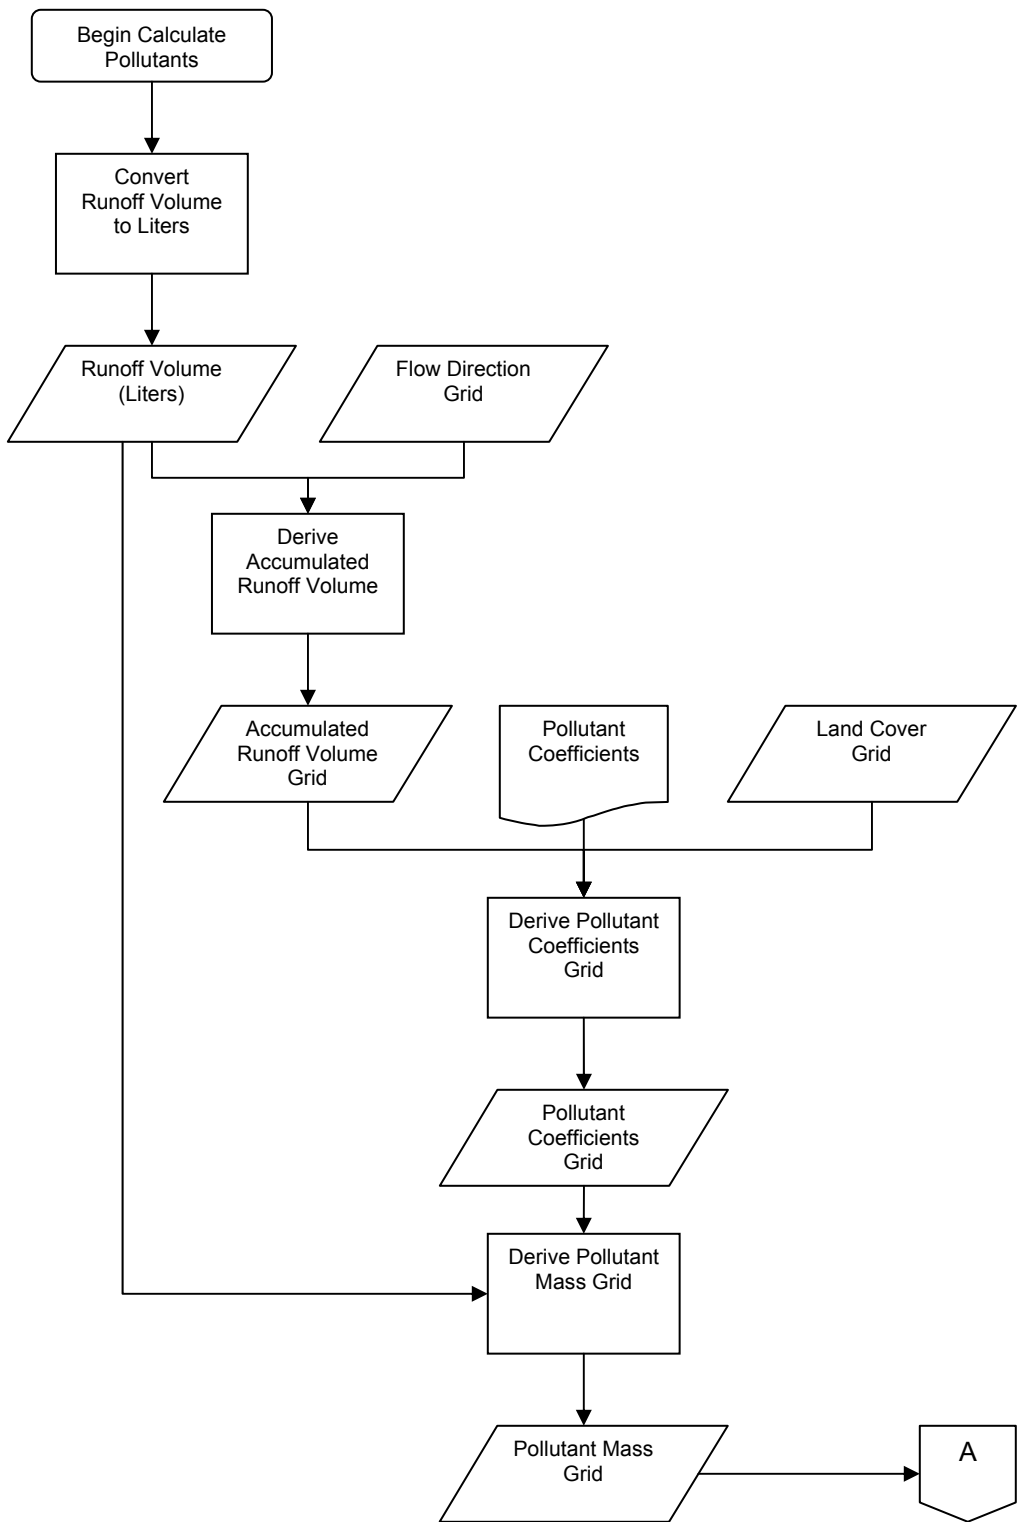 Begin Calculate
Pollutants
Convert
Runoff Volume
to Liters
Runoff Volume
(Liters)
Flow Direction
Grid
Derive
Accumulated
Runoff Volume
Accumulated
Runoff Volume
Grid
Pollutant
Coefficients
Land Cover
Grid
Derive Pollutant
Coefficients
Grid
Pollutant
Coefficients
Grid
Derive Pollutant
Mass Grid
Pollutant Mass
Grid
A